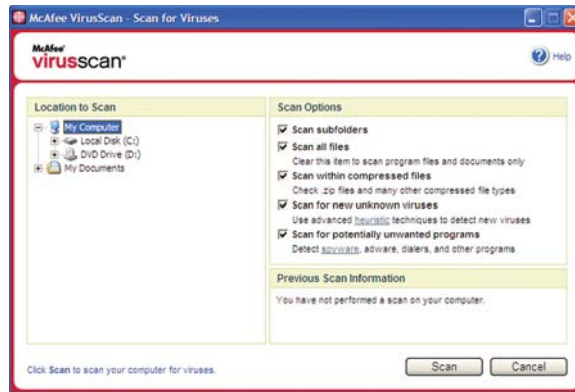 McAfee VirusScan - Scan for Viruses
McAfee®
virusscan®
Help
Location to Scan
My Computer
Local Disk (C:)
DVD Drive (D:)
My Documents
Scan Options
Scan subfolders
Scan all files
Clear this item to scan program files and documents only
Scan within compressed files
Check .zip files and many other compressed file types
Scan for new unknown viruses
Use advanced heuristic techniques to detect new viruses
Scan for potentially unwanted programs
Detect spyware, adware, dialers, and other programs
Previous Scan Information
You have not performed a scan on your computer.
Click Scan to scan your computer for viruses.
Scan
Cancel